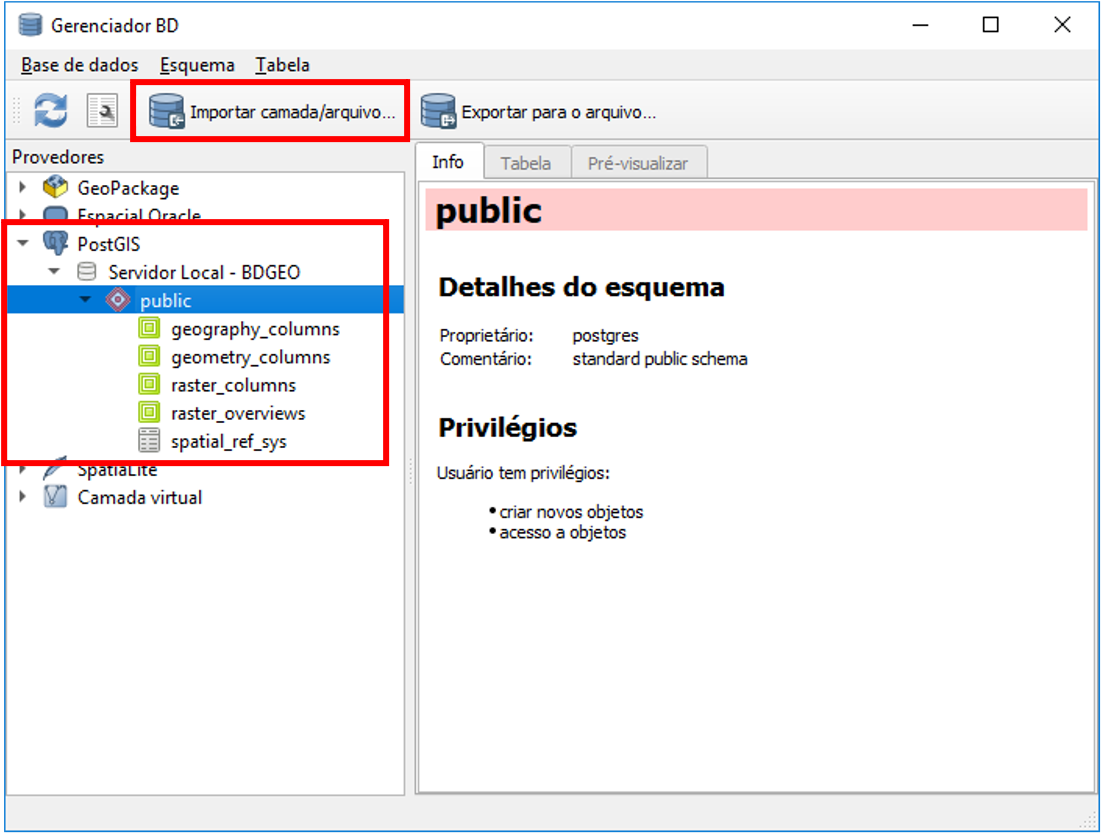 Gerenciador BD
Base de dados Esquema Tabela
Importar camada/arquivo... Exportar para o arquivo...
Provedores
GeoPackage
Espacial Oracle
PostGIS
Servidor Local - BDGEO
public
geography_columns
geometry_columns
raster_columns
raster_overviews
spatial_ref_sys
SpatiaLite
Camada virtual
Info Tabela Pré-visualizar
public
Detalhes do esquema
Proprietário: postgres
Comentário: standard public schema
Privilégios
Usuário tem privilégios:
• criar novos objetos
• acesso a objetos